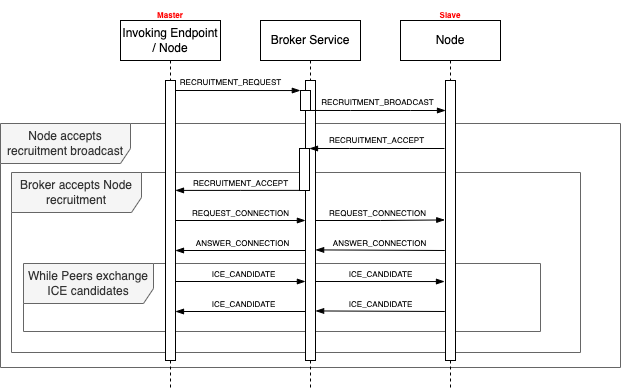 Master
Slave
Invoking Endpoint
/ Node
Broker Service
Node
RECRUITMENT_REQUEST
RECRUITMENT_BROADCAST
Node accepts
recruitment broadcast
RECRUITMENT_ACCEPT
Broker accepts Node
recruitment
RECRUITMENT_ACCEPT
REQUEST_CONNECTION
REQUEST_CONNECTION
ANSWER_CONNECTION
ANSWER_CONNECTION
While Peers exchange
ICE candidates
ICE_CANDIDATE
ICE_CANDIDATE
ICE_CANDIDATE
ICE_CANDIDATE